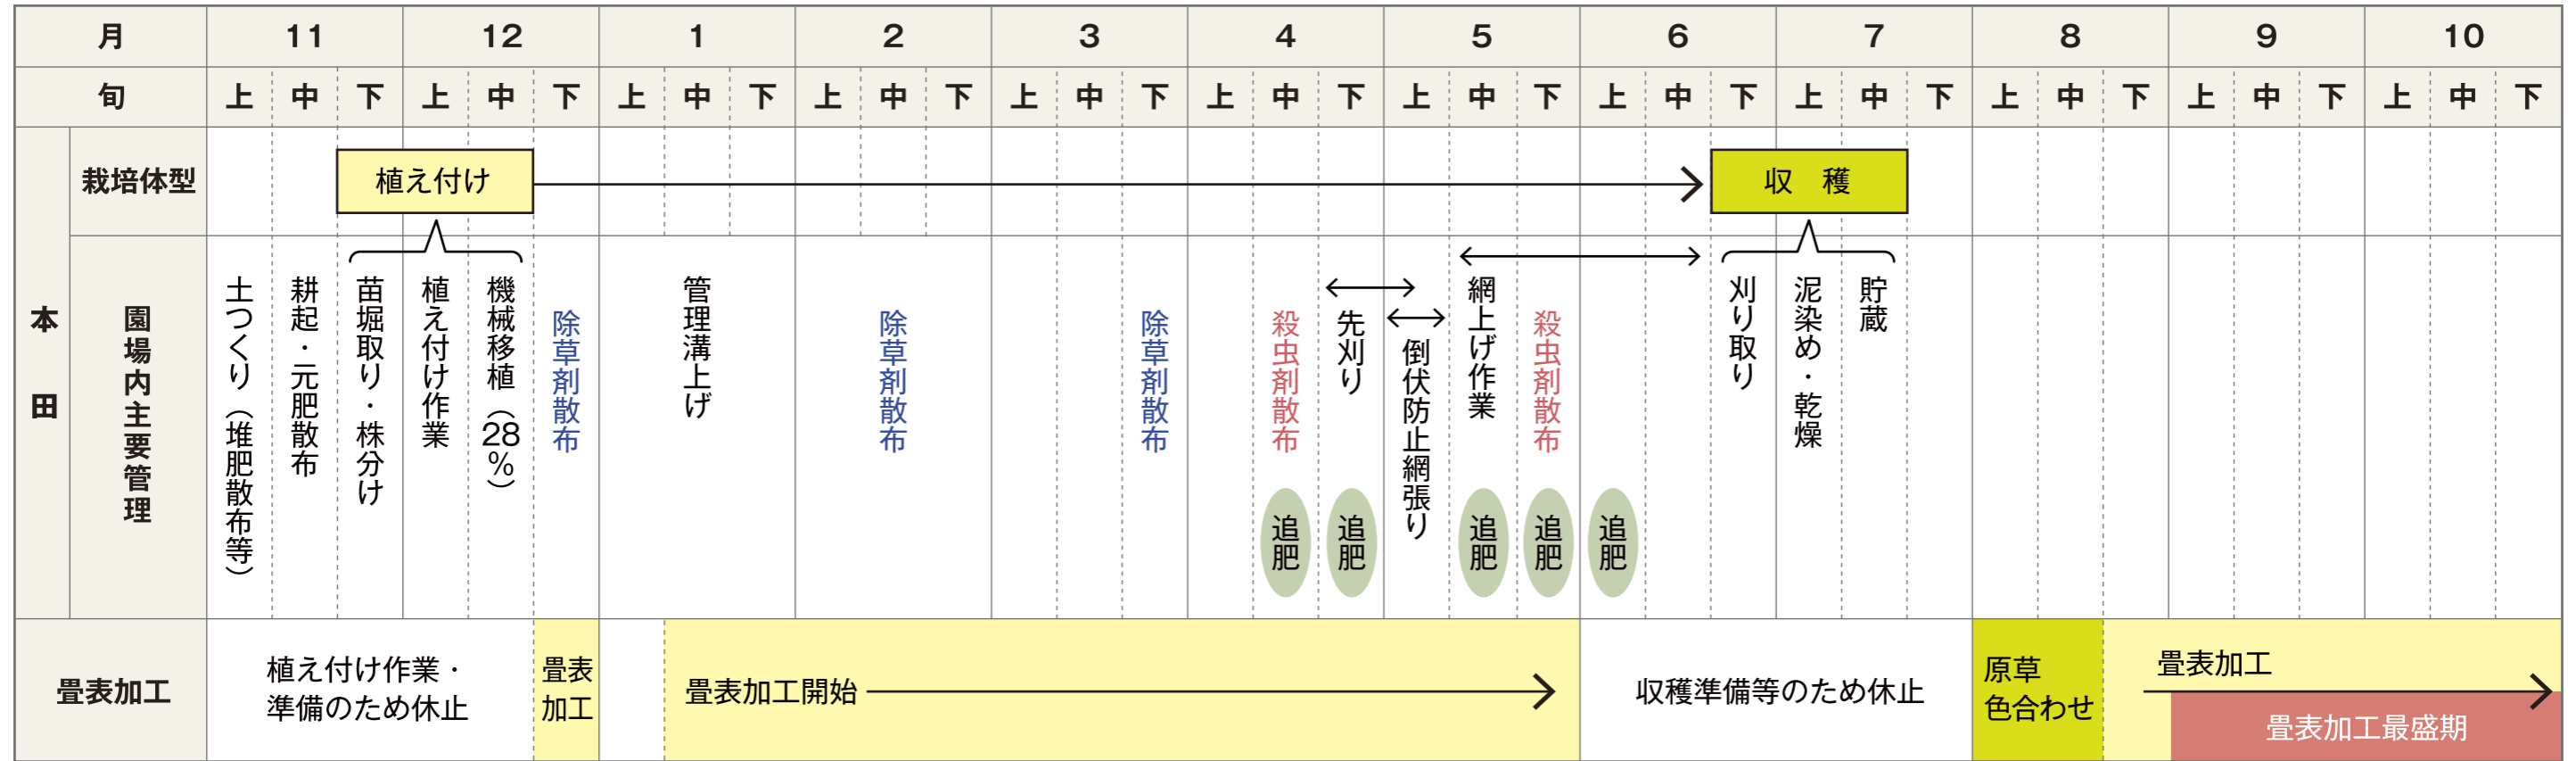 月 11 12 1 2 3 4 5 6 7 8 9 10
旬 上 中 下 上 中 下 上 中 下 上 中 下 上 中 下 上 中 下 上 中 下 上 中 下 上 中 下 上 中 下 上 中 下 上 中 下
本田
栽培体型
植え付け
収 穫
園場内主要管理
土つくり（堆肥散布等）
耕起・元肥散布
苗堀取り・株分け
植え付け作業
機械移植（28％）
除草剤散布
管理溝上げ
除草剤散布
除草剤散布
殺虫剤散布
追肥
先刈り
追肥
倒伏防止網張り
網上げ作業
追肥
殺虫剤散布
追肥
追肥
刈り取り
泥染め・乾燥
貯蔵
畳表加工
植え付け作業・
準備のため休止
畳表
加工
畳表加工開始
収穫準備等のため休止
原草
色合わせ
畳表加工
畳表加工最盛期